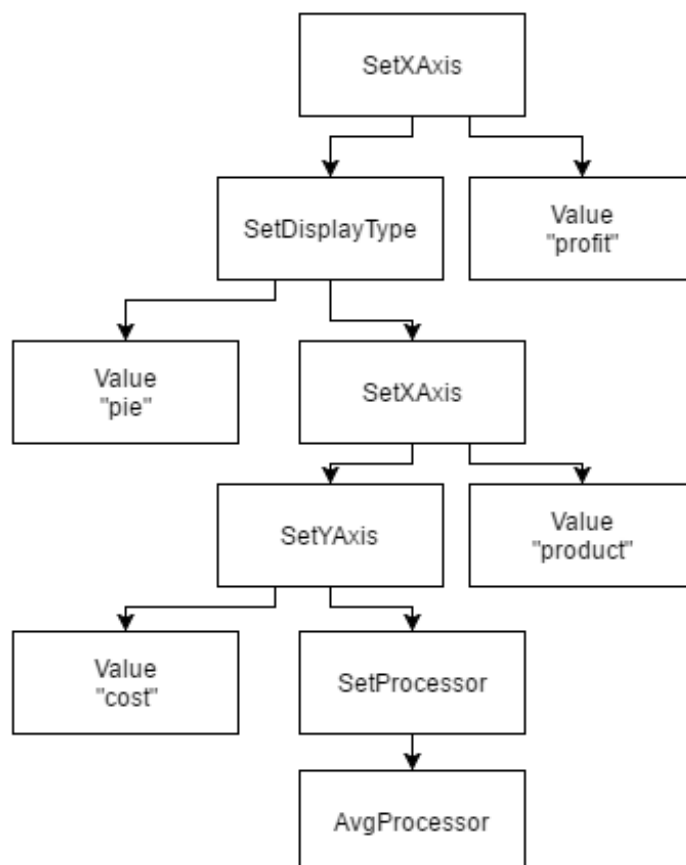 SetXAxis
SetDisplayType
Value
"profit"
Value
"pie"
SetXAxis
SetYAxis
Value
"product"
Value
"cost"
SetProcessor
AvgProcessor